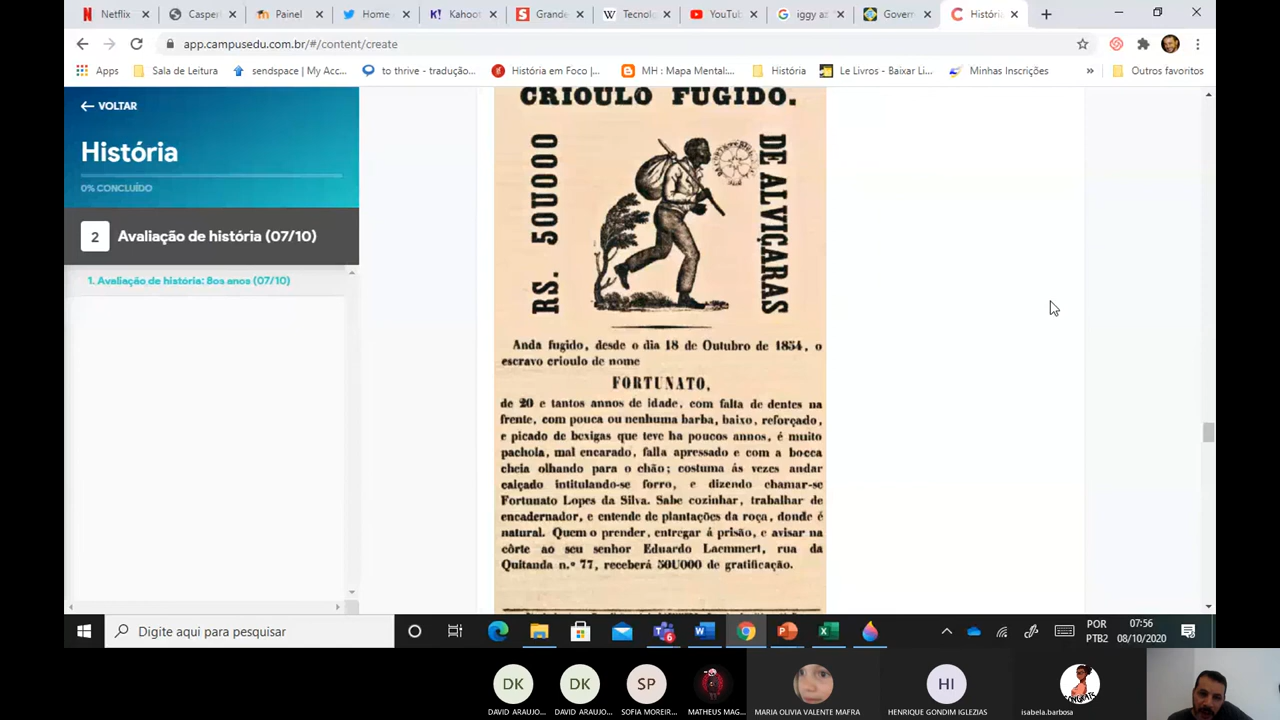 Netflix
Casper
Painel
Home
Kahoot
Grande
Tecnolo
YouTub
iggy az
Govern
Históri
app.campusedu.com.br/#/content/create
Apps
Sala de Leitura
sendspace | My Acc...
to thrive - tradução...
História em Foco |...
MH : Mapa Mental:...
História
Le Livros - Baixar Li...
Minhas Inscrições
»
Outros favoritos
VOLTAR
História
0% CONCLUÍDO
2 Avaliação de história (07/10)
1. Avaliação de história: 8os anos (07/10)
CRIOULO FUGIDO.
RS. 50U000
DE ALVIÇARAS
Anda fugido, desde o dia 18 de Outubro de 1854, o
escravo crioulo de nome
FORTUNATO,
de 20 e tantos annos de idade, com falta de dentes na
frente, com pouca ou nenhuma barba, baixo, reforçado,
e picado de bexigas que teve ha poucos annos, é muito
pachola, mal encarado, falla apressado e com a bocca
cheia olhando para o chão; costuma ás vezes andar
calçado intitulando-se forro, e dizendo chamar-se
Fortunato Lopes da Silva. Sabe cozinhar, trabalhar de
encadernador, e entende de plantações da roça, donde é
natural. Quem o prender, entregar á prisão, e avisar na
côrte ao seu senhor Eduardo Laemmert, rua da
Quitanda n.º 77, receberá 50U000 de gratificação.
Digite aqui para pesquisar
POR
PTB2
07:56
08/10/2020
DK
DK
SP
HI
DAVID ARAUJO...
DAVID ARAUJO...
SOFIA MOREIR...
MATHEUS MAG...
MARIA OLIVIA VALENTE MAFRA
HENRIQUE GONDIM IGLEZIAS
isabela.barbosa